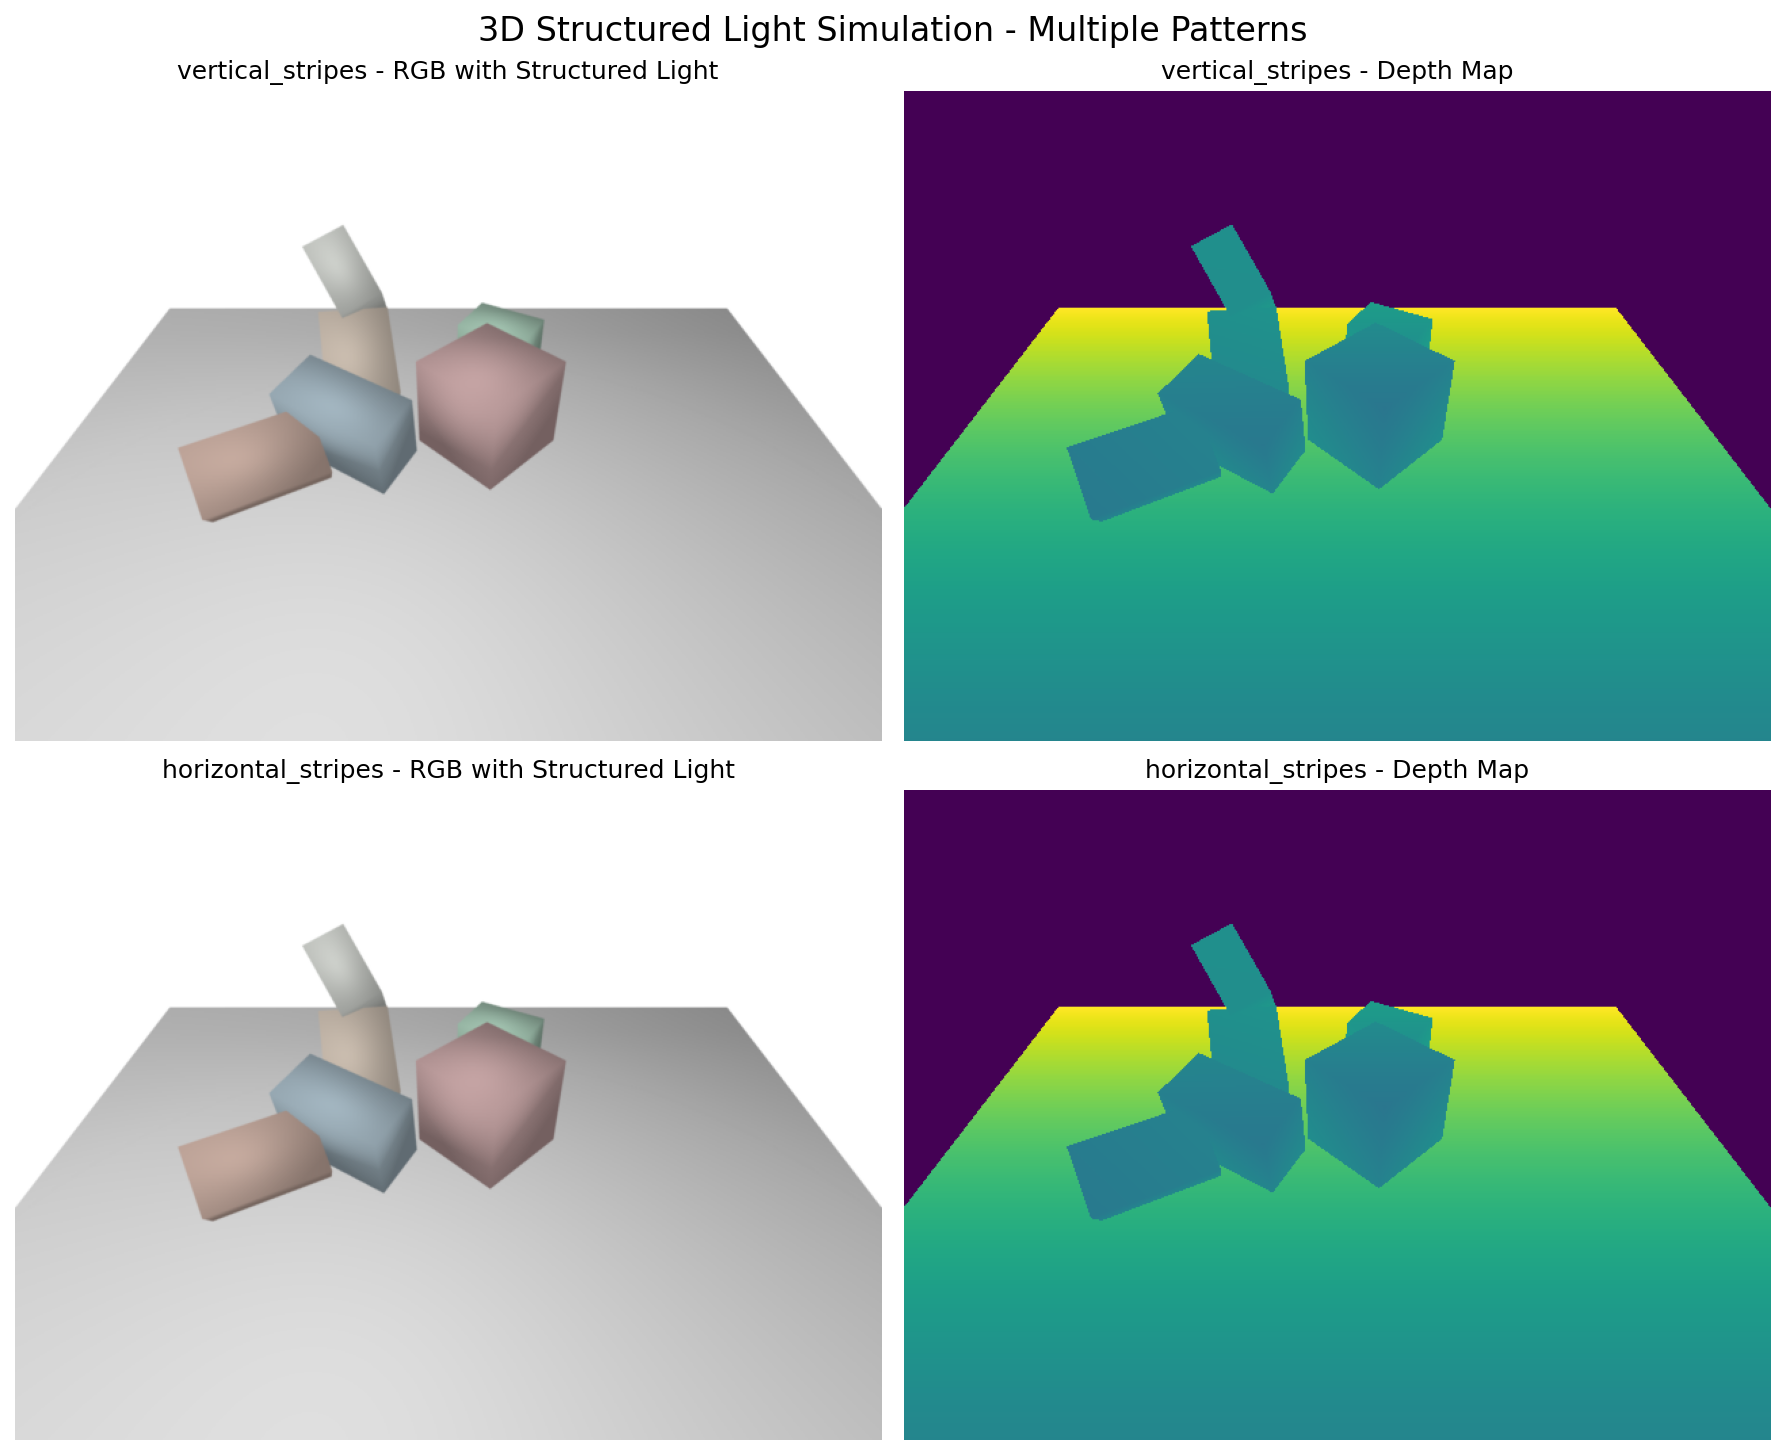 3D Structured Light Simulation - Multiple Patterns
vertical_stripes - RGB with Structured Light
vertical_stripes - Depth Map
horizontal_stripes - RGB with Structured Light
horizontal_stripes - Depth Map